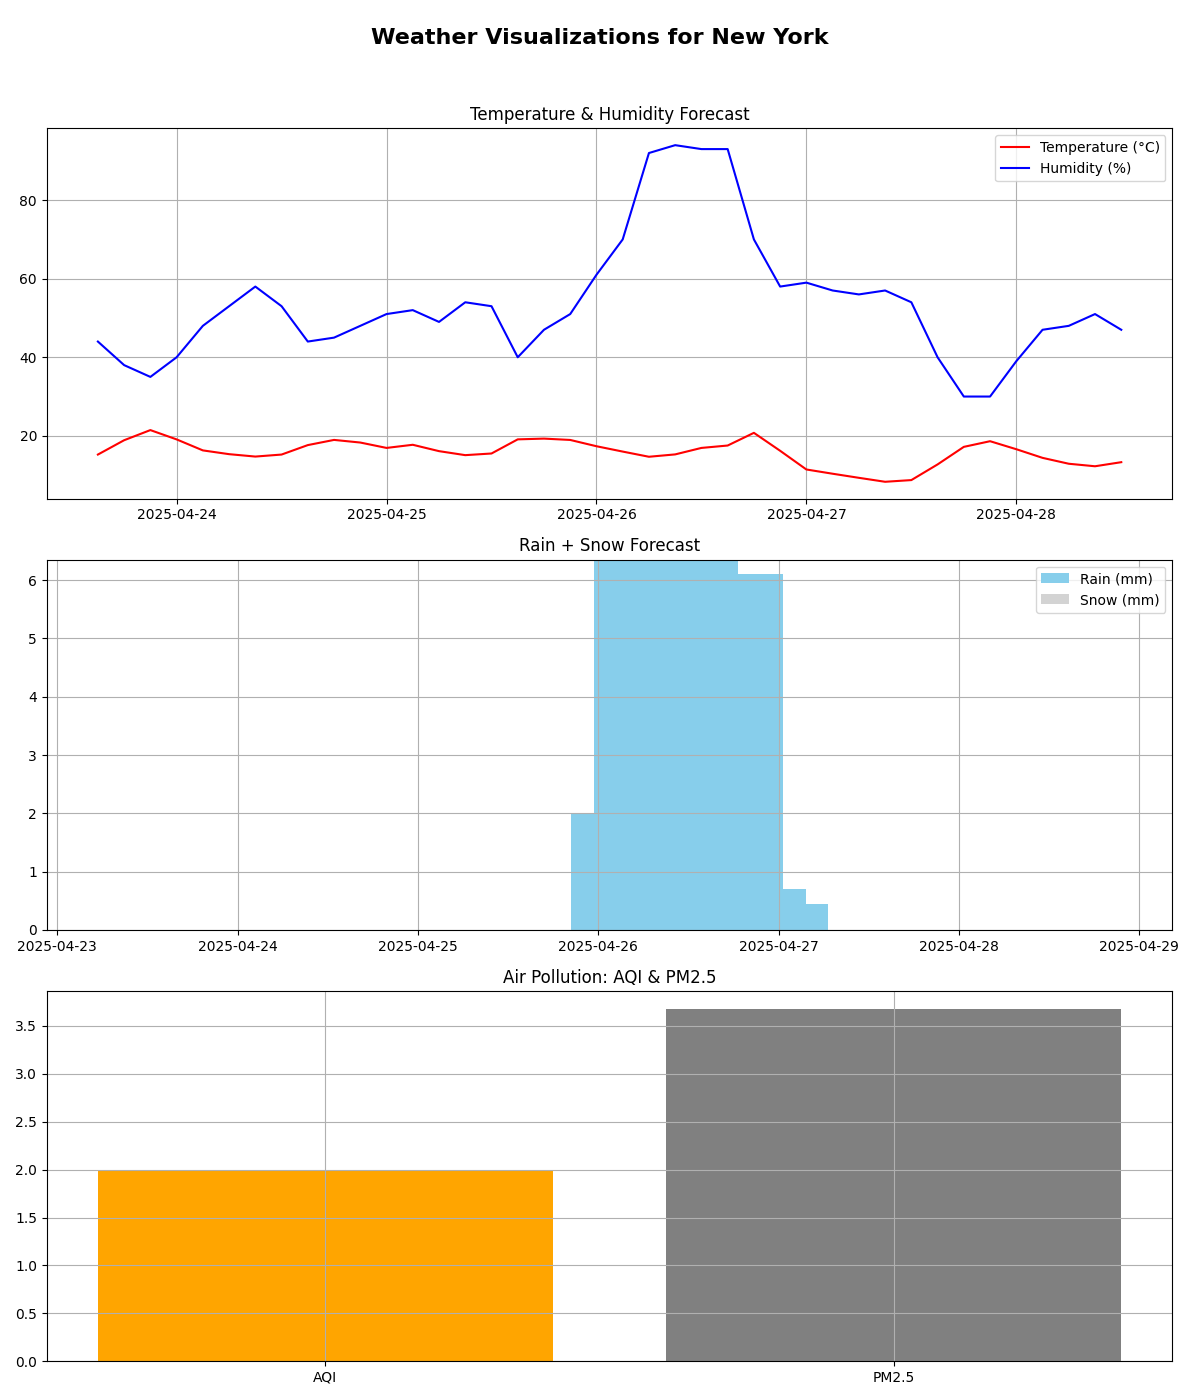 Weather Visualizations for New York
Temperature & Humidity Forecast
Temperature (°C)
Humidity (%)
80
60
40
20
2025-04-24 2025-04-25 2025-04-26 2025-04-27 2025-04-28
Rain + Snow Forecast
Rain (mm)
Snow (mm)
6
5
4
3
2
1
0
2025-04-23 2025-04-24 2025-04-25 2025-04-26 2025-04-27 2025-04-28 2025-04-29
Air Pollution: AQI & PM2.5
3.5
3.0
2.5
2.0
1.5
1.0
0.5
0.0
AQI PM2.5